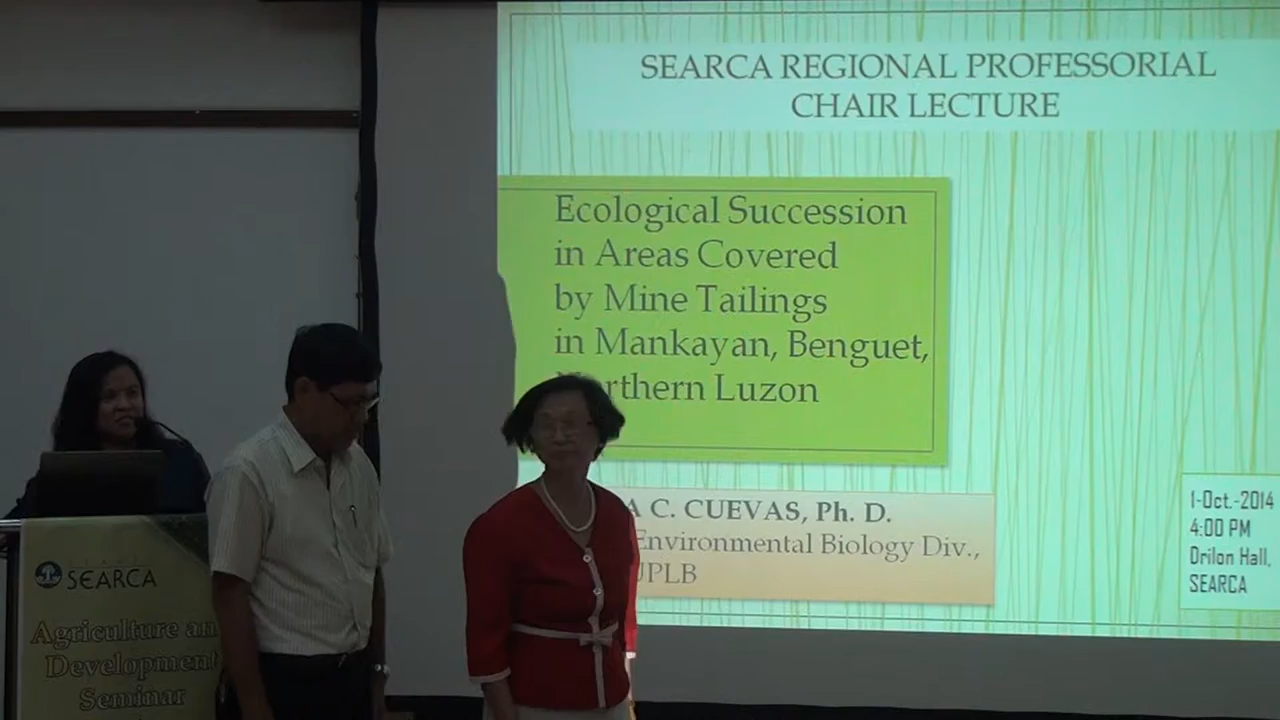 SEARCA REGIONAL PROFESSORIAL
CHAIR LECTURE
Ecological Succession
in Areas Covered
by Mine Tailings
in Mankayan, Benguet,
rthern Luzon
A C. CUEVAS, Ph. D.
Environmental Biology Div.,
UPLB
1-Oct.-2014
4:00 PM
Drilon Hall,
SEARCA
SEARCA
Agriculture an
Development
Seminar